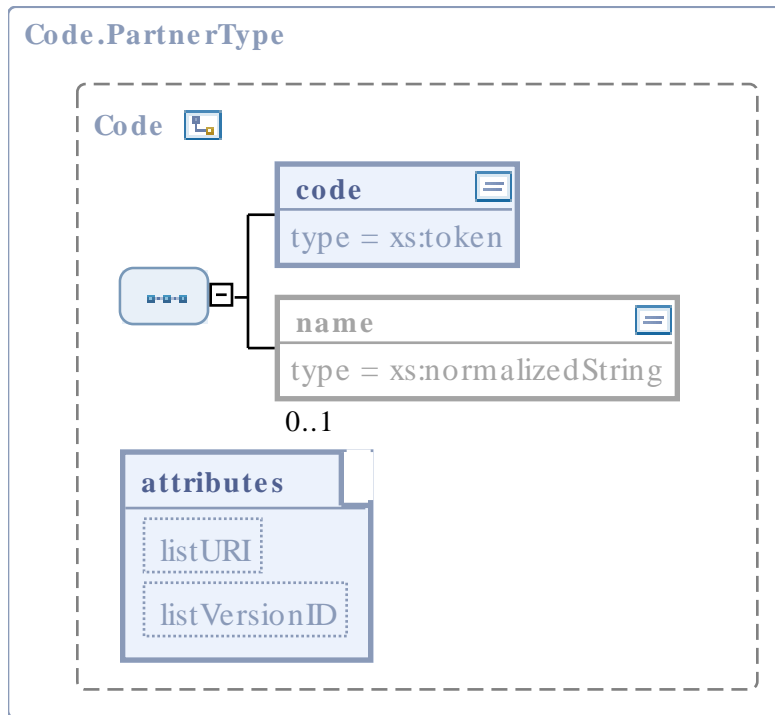 Code.PartnerType
Code
code
type = xs:token
name
type = xs:normalizedString
0..1
attributes
listURI
listVersionID